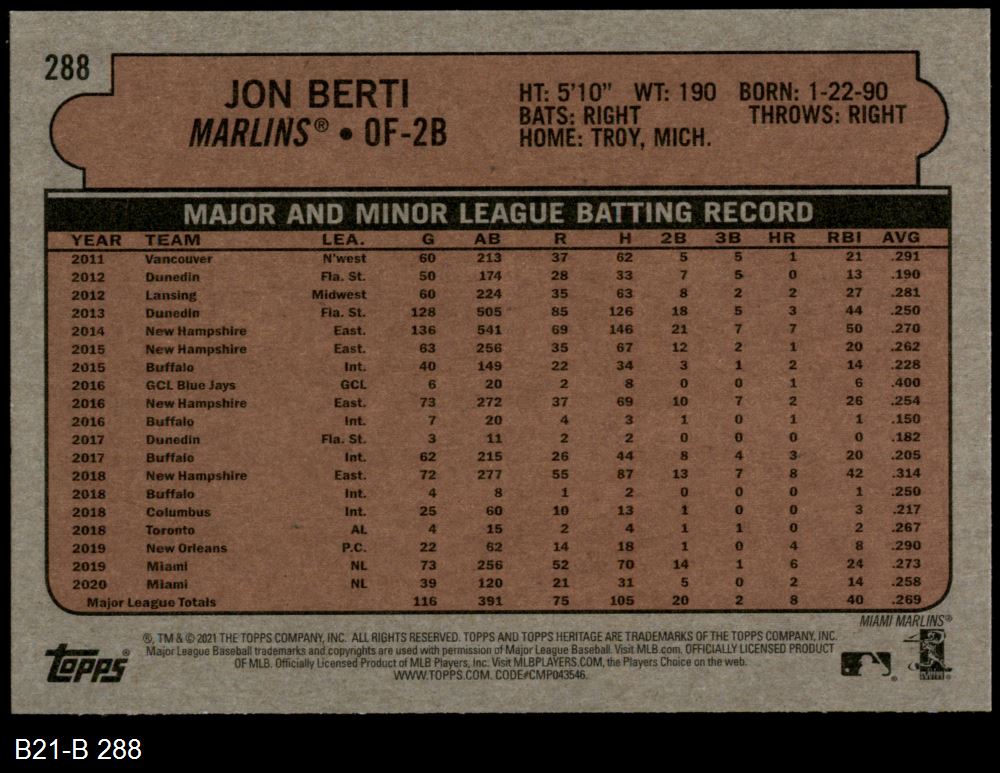 288
JON BERTI
MARLINS® • OF-2B
HT: 5'10" WT: 190 BORN: 1-22-90
BATS: RIGHT THROWS: RIGHT
HOME: TROY, MICH.
MAJOR AND MINOR LEAGUE BATTING RECORD
YEAR TEAM LEA. G AB R H 2B 3B HR RBI AVG
2011 Vancouver N'west 60 213 37 62 5 5 1 21 .291
2012 Dunedin Fla. St. 50 174 28 33 7 5 0 13 .190
2012 Lansing Midwest 60 224 35 63 8 2 2 27 .281
2013 Dunedin Fla. St. 128 505 85 126 18 5 3 44 .250
2014 New Hampshire East. 136 541 69 146 21 7 7 50 .270
2015 New Hampshire East. 63 256 35 67 12 2 1 20 .262
2015 Buffalo Int. 40 149 22 34 3 1 2 14 .228
2016 GCL Blue Jays GCL 6 20 2 8 0 0 1 6 .400
2016 New Hampshire East. 73 272 37 69 10 7 2 26 .254
2016 Buffalo Int. 7 20 4 3 1 0 1 1 .150
2017 Dunedin Fla. St. 3 11 2 2 0 0 0 0 .182
2017 Buffalo Int. 62 215 26 44 8 4 3 20 .205
2018 New Hampshire East. 72 277 55 87 13 7 8 42 .314
2018 Buffalo Int. 4 8 1 2 0 0 0 1 .250
2018 Columbus Int. 25 60 10 13 1 0 0 3 .217
2018 Toronto AL 4 15 2 4 1 1 0 2 .267
2019 New Orleans P.C. 22 62 14 18 1 0 4 8 .290
2019 Miami NL 73 256 52 70 14 1 6 24 .273
2020 Miami NL 39 120 21 31 5 0 2 14 .258
Major League Totals 116 391 75 105 20 2 8 40 .269
MIAMI MARLINS®
®, TM & © 2021 THE TOPPS COMPANY, INC. ALL RIGHTS RESERVED. TOPPS AND TOPPS HERITAGE ARE TRADEMARKS OF THE TOPPS COMPANY, INC.
Major League Baseball trademarks and copyrights are used with permission of Major League Baseball. Visit MLB.com. OFFICIALLY LICENSED PRODUCT
OF MLB. Officially Licensed Product of MLB Players, Inc. Visit MLBPLAYERS.COM, the Players Choice on the web.
WWW.TOPPS.COM. CODE#CMP043546.
TOPPS®
B21-B 288